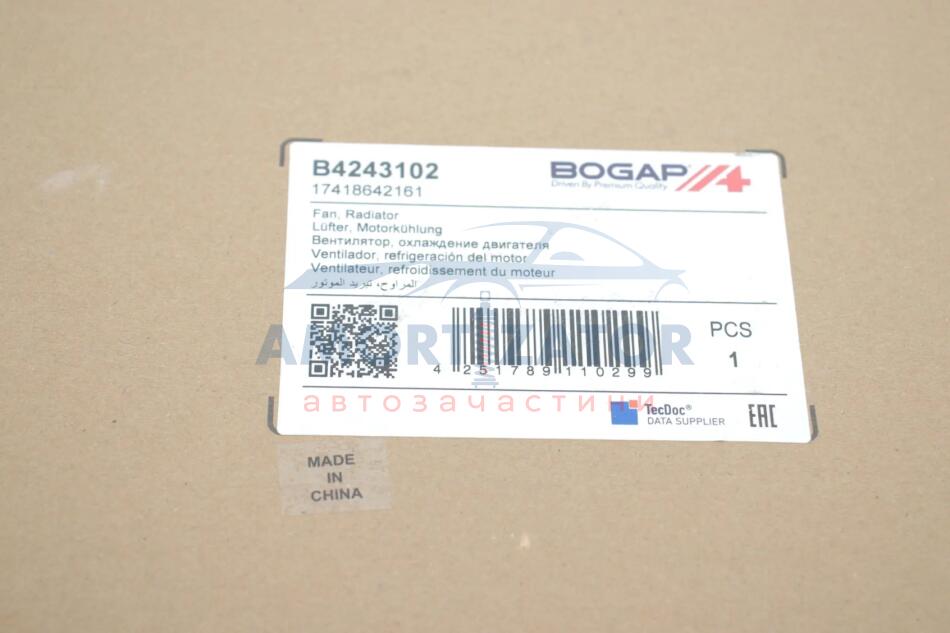 B4243102
BOGAP
17418642161
Driven By Premium Quality
Fan, Radiator
Lüfter, Motorkühlung
Вентилятор, охлаждение двигателя
Ventilador, refrigeración del motor
Ventilateur, refroidissement du moteur
المراوح، تبريد الموتور
AMORTIZATOR
PCS
1
4 251789 110299
автозачастини
TecDoc®
DATA SUPPLIER
EAC
MADE
IN
CHINA